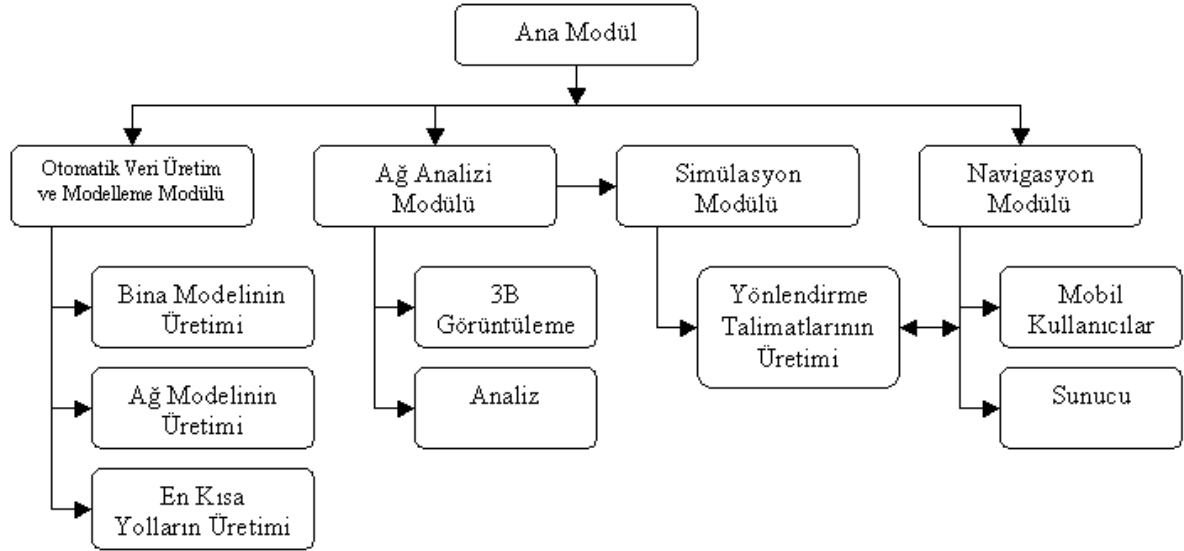 Ana Modül
Otomatik Veri Üretim
ve Modelleme Modülü
Ağ Analizi
Modülü
Simülasyon
Modülü
Navigasyon
Modülü
Bina Modelinin
Üretimi
3B
Görüntüleme
Yönlendirme
Talimatlarının
Üretimi
Mobil
Kullanıcılar
Ağ Modelinin
Üretimi
Analiz
Sunucu
En Kısa
Yolların Üretimi